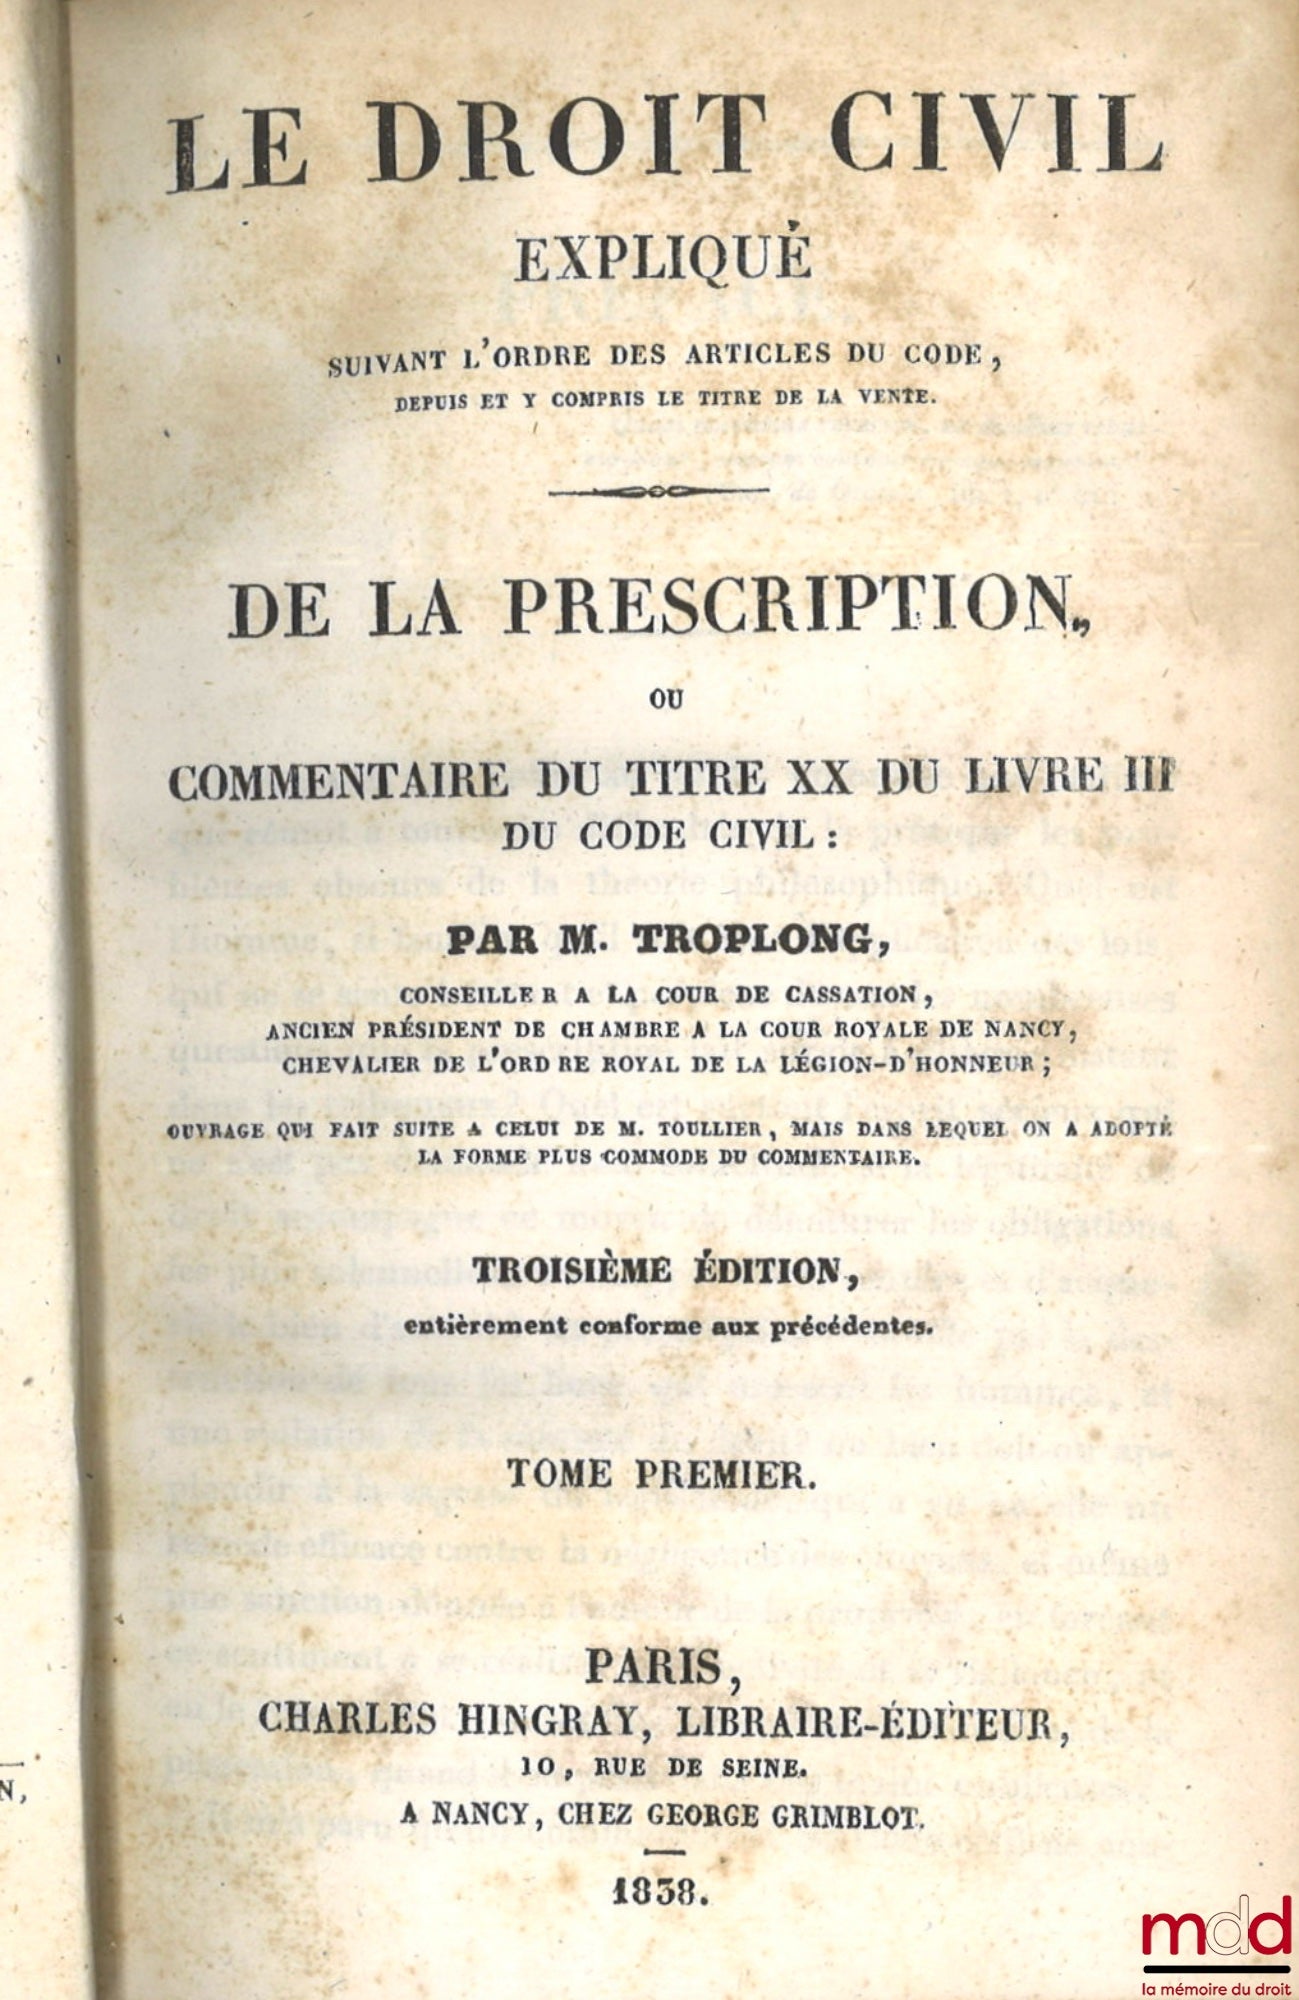 LE DROIT CIVIL
EXPLIQUÉ
SUIVANT L'ORDRE DES ARTICLES DU CODE,
DEPUIS ET Y COMPRIS LE TITRE DE LA VENTE.
DE LA PRESCRIPTION,
OU
COMMENTAIRE DU TITRE XX DU LIVRE III
DU CODE CIVIL :
PAR M. TROPLONG,
CONSEILLER A LA COUR DE CASSATION,
ANCIEN PRÉSIDENT DE CHAMBRE A LA COUR ROYALE DE NANCY,
CHEVALIER DE L'ORDRE ROYAL DE LA LÉGION-D'HONNEUR ;
OUVRAGE QUI FAIT SUITE A CELUI DE M. TOULLIER, MAIS DANS LEQUEL ON A ADOPTÉ
LA FORME PLUS COMMODE DU COMMENTAIRE.
TROISIÈME ÉDITION,
entièrement conforme aux précédentes.
TOME PREMIER.
PARIS,
CHARLES HINGRAY, LIBRAIRE-ÉDITEUR,
10, RUE DE SEINE.
A NANCY, CHEZ GEORGE GRIMBLOT.
1838.
N,
mdd
la mémoire du droit